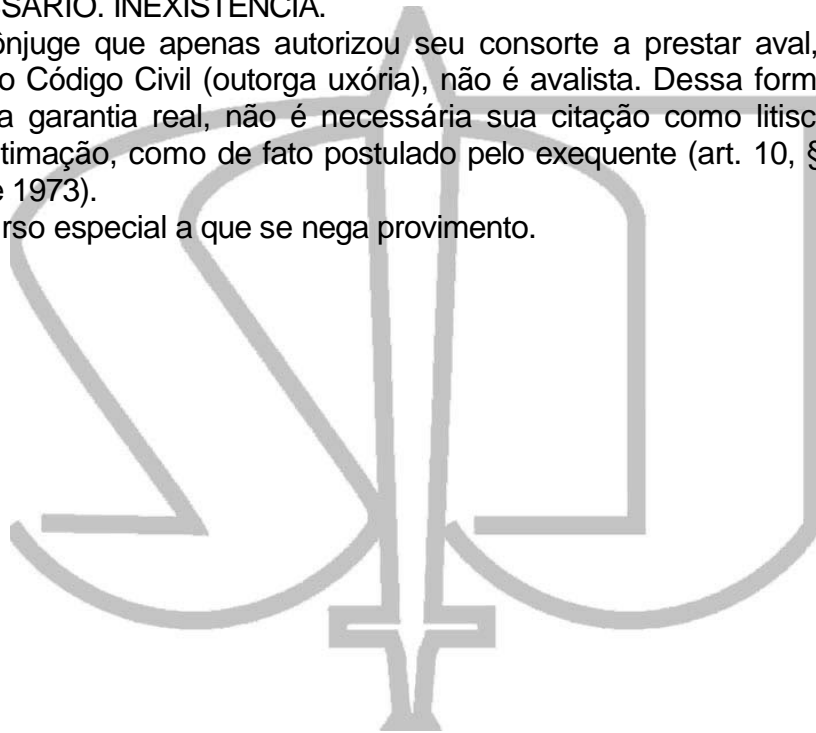 SÁRIO. INEXISTÊNCIA.
ônjuge que apenas autorizou seu consorte a prestar aval,
o Código Civil (outorga uxória), não é avalista. Dessa form
a garantia real, não é necessária sua citação como litisc
timação, como de fato postulado pelo exequente (art. 10, §
e 1973).
rso especial a que se nega provimento.